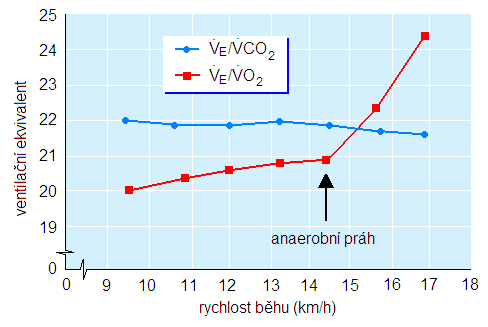 25
24
23
22
21
20
19
0
ventilační ekvivalent
V̇E/V̇CO2
V̇E/V̇O2
anaerobní práh
0 9 10 11 12 13 14 15 16 17 18
rychlost běhu (km/h)